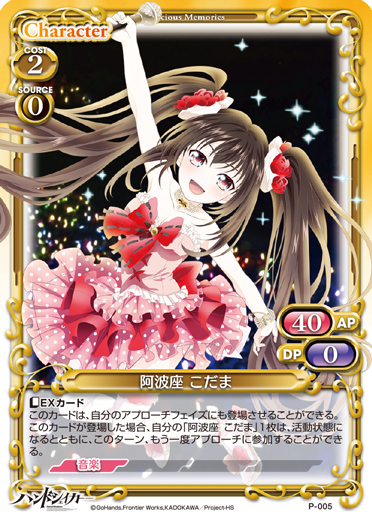 Precious Memories
Character
COST
2
SOURCE
0
40 AP
DP 0
阿波座 こだま
EXカード
このカードは、自分のアプローチフェイズにも登場させることができる。
このカードが登場した場合、自分の「阿波座 こだま」1枚は、活動状態に
なるとともに、このターン、もう一度アプローチに参加することができ
る。
音楽
ハンドシェイカー
©GoHands,Frontier Works,KADOKAWA／Project-HS
P-005